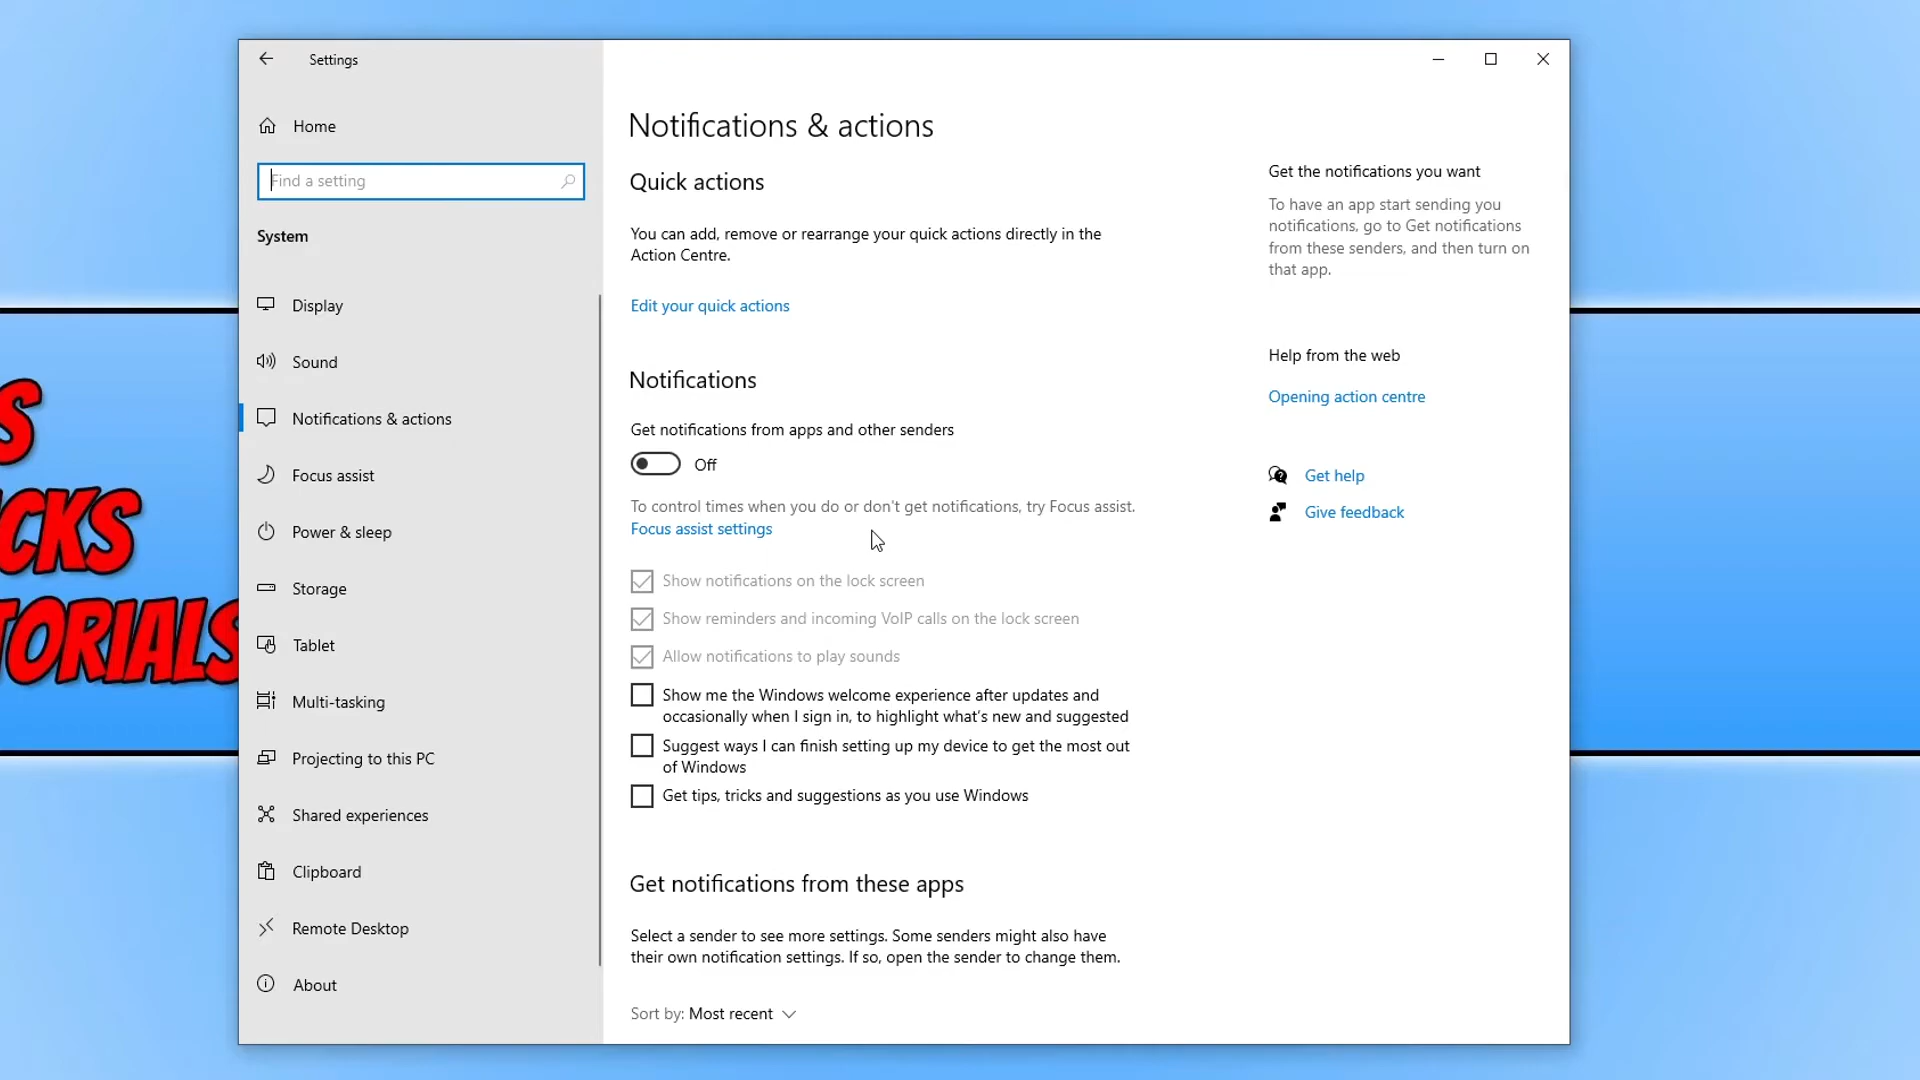 Settings
Home
Find a setting
System
Display
Sound
Notifications & actions
Focus assist
Power & sleep
Storage
Tablet
Multi-tasking
Projecting to this PC
Shared experiences
Clipboard
Remote Desktop
About
Notifications & actions
Quick actions
You can add, remove or rearrange your quick actions directly in the
Action Centre.
Edit your quick actions
Notifications
Get notifications from apps and other senders
Off
To control times when you do or don't get notifications, try Focus assist.
Focus assist settings
Show notifications on the lock screen
Show reminders and incoming VoIP calls on the lock screen
Allow notifications to play sounds
Show me the Windows welcome experience after updates and
occasionally when I sign in, to highlight what's new and suggested
Suggest ways I can finish setting up my device to get the most out
of Windows
Get tips, tricks and suggestions as you use Windows
Get notifications from these apps
Select a sender to see more settings. Some senders might also have
their own notification settings. If so, open the sender to change them.
Sort by: Most recent
Get the notifications you want
To have an app start sending you
notifications, go to Get notifications
from these senders, and then turn on
that app.
Help from the web
Opening action centre
Get help
Give feedback
S
CKS
TORIALS